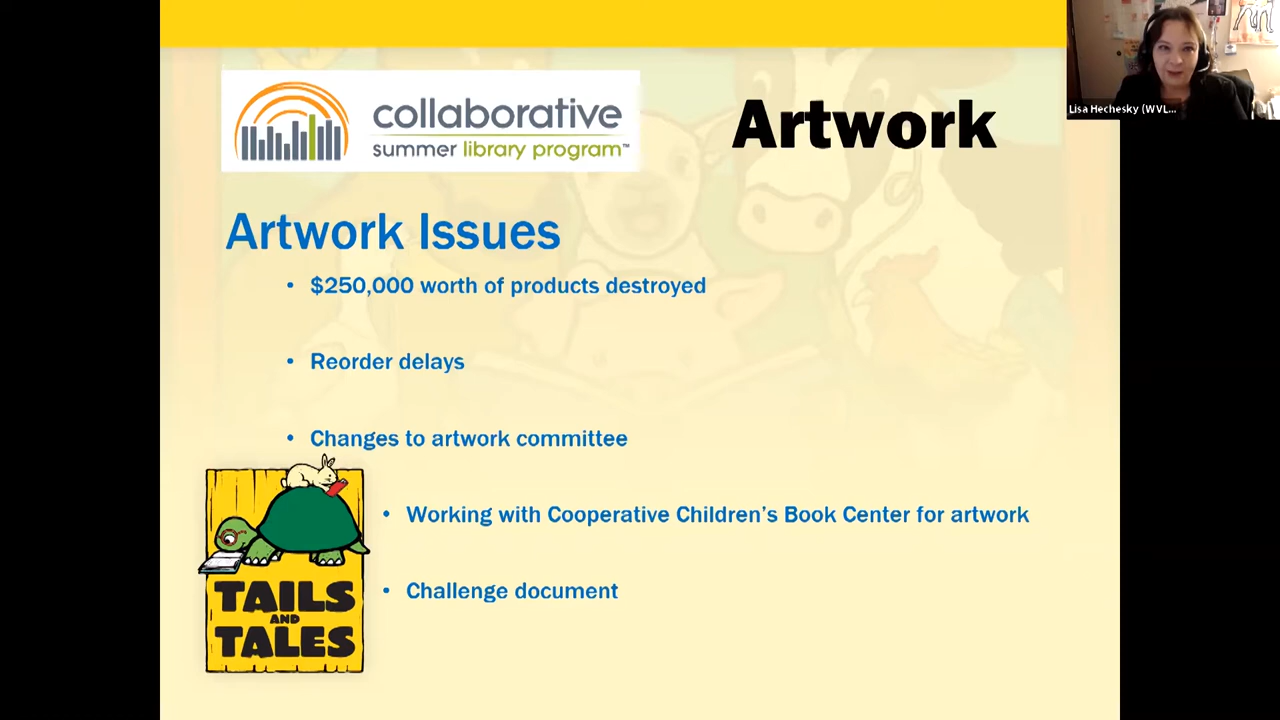 collaborative
summer library program™
Artwork
Lisa Hechesky (WVL...
Artwork Issues
• $250,000 worth of products destroyed
• Reorder delays
• Changes to artwork committee
• Working with Cooperative Children's Book Center for artwork
• Challenge document
TAILS
AND
TALES